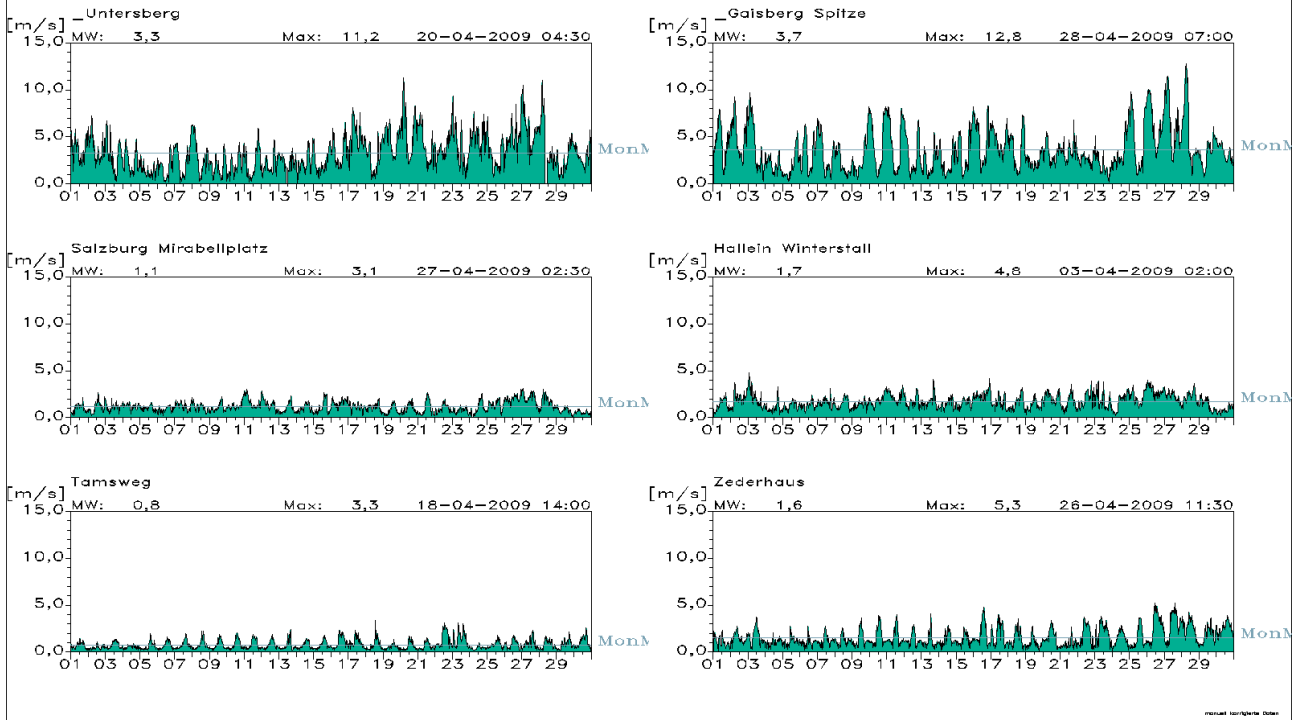 _Untersberg
[m/s] MW: 3,3 Max: 11,2 20-04-2009 04:30
15,0
10,0
5,0
0,0
MonM
01 03 05 07 09 11 13 15 17 19 21 23 25 27 29
_Gaisberg Spitze
[m/s] MW: 3,7 Max: 12,8 28-04-2009 07:00
15,0
10,0
5,0
0,0
MonM
01 03 05 07 09 11 13 15 17 19 21 23 25 27 29
Salzburg Mirabellplatz
[m/s] MW: 1,1 Max: 3,1 27-04-2009 02:30
15,0
10,0
5,0
0,0
MonM
01 03 05 07 09 11 13 15 17 19 21 23 25 27 29
Hallein Winterstall
[m/s] MW: 1,7 Max: 4,8 03-04-2009 02:00
15,0
10,0
5,0
0,0
MonM
01 03 05 07 09 11 13 15 17 19 21 23 25 27 29
Tamsweg
[m/s] MW: 0,8 Max: 3,3 18-04-2009 14:00
15,0
10,0
5,0
0,0
MonM
01 03 05 07 09 11 13 15 17 19 21 23 25 27 29
Zederhaus
[m/s] MW: 1,6 Max: 5,3 26-04-2009 11:30
15,0
10,0
5,0
0,0
MonM
01 03 05 07 09 11 13 15 17 19 21 23 25 27 29
manuell korrigierte Daten